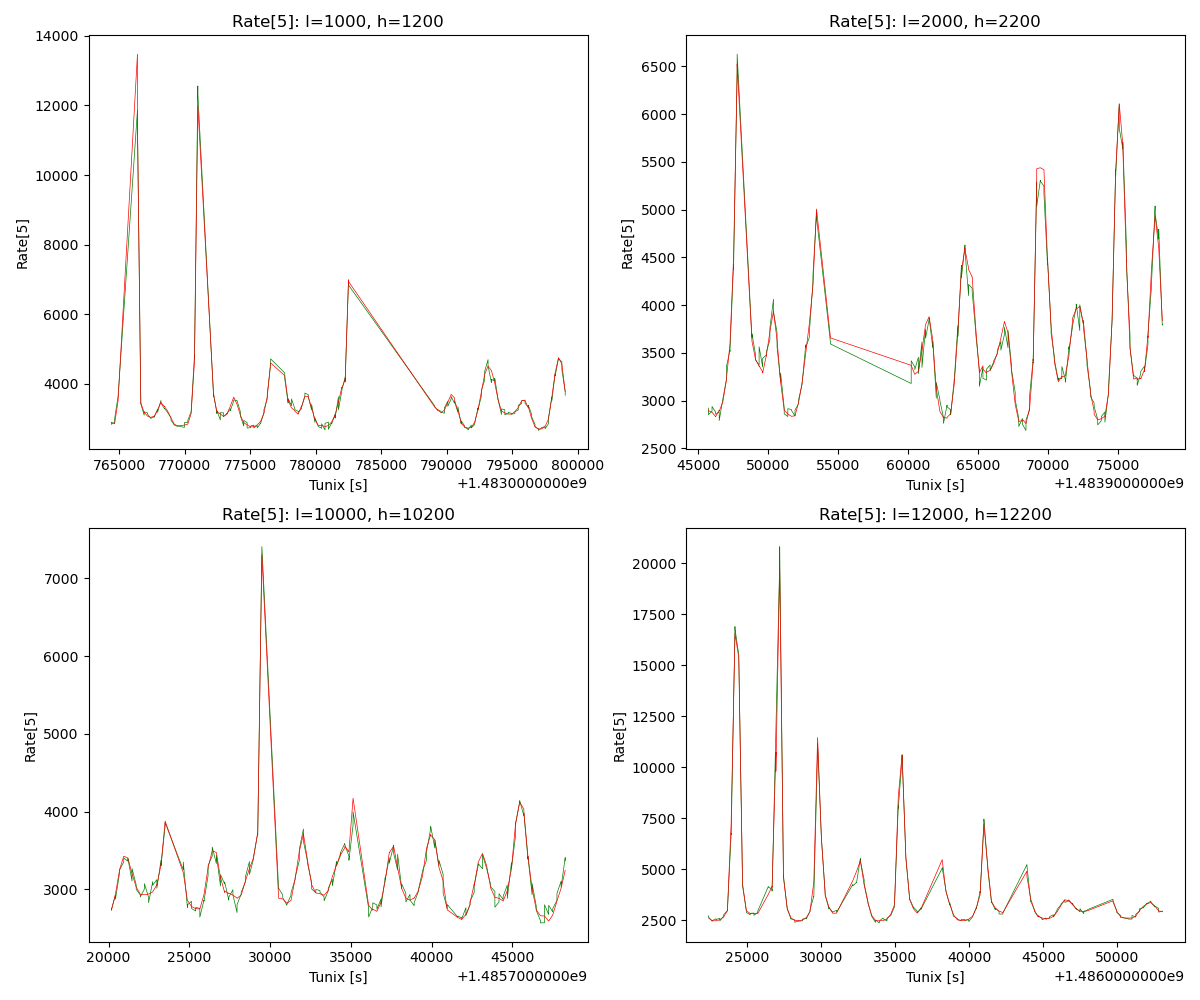 Rate[5]: l=1000, h=1200
14000
12000
10000
8000
6000
4000
Rate[5]
765000 770000 775000 780000 785000 790000 795000 800000
Tunix [s]
+1.4830000000e9
Rate[5]: l=2000, h=2200
6500
6000
5500
5000
4500
4000
3500
3000
2500
Rate[5]
45000 50000 55000 60000 65000 70000 75000
Tunix [s]
+1.4839000000e9
Rate[5]: l=10000, h=10200
7000
6000
5000
4000
3000
Rate[5]
20000 25000 30000 35000 40000 45000
Tunix [s]
+1.4857000000e9
Rate[5]: l=12000, h=12200
20000
17500
15000
12500
10000
7500
5000
2500
Rate[5]
25000 30000 35000 40000 45000 50000
Tunix [s]
+1.4860000000e9